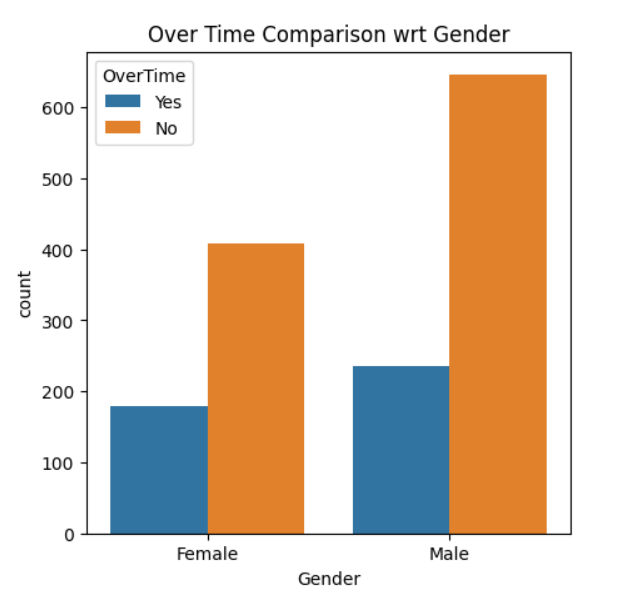 Over Time Comparison wrt Gender
OverTime
Yes
No
600
500
400
300
200
100
0
count
Female Male
Gender